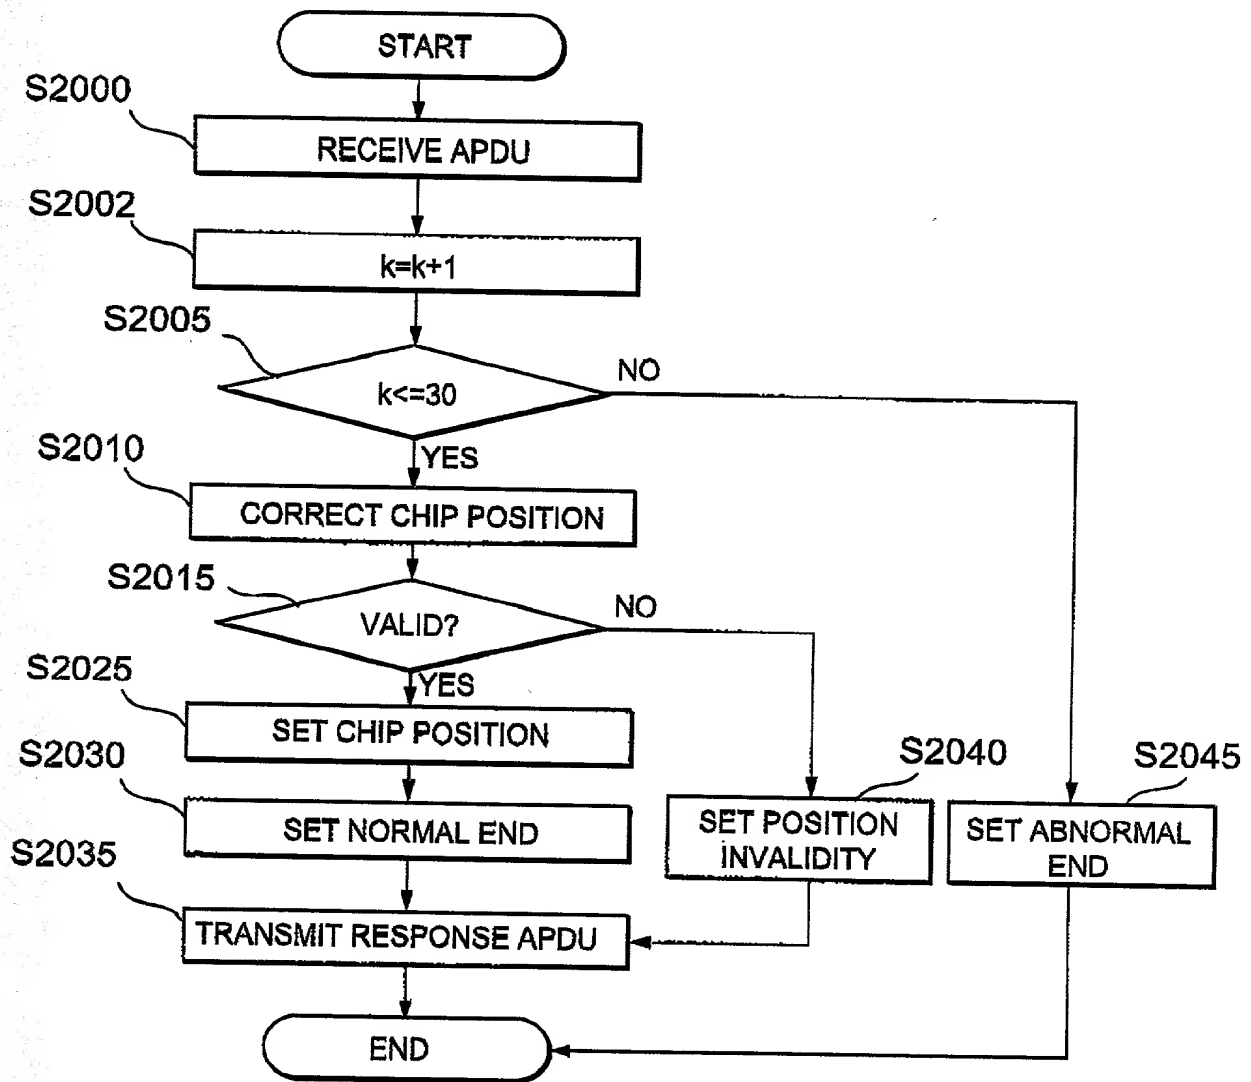 START
S2000
RECEIVE APDU
S2002
k=k+1
S2005
k<=30
NO
YES
S2010
CORRECT CHIP POSITION
S2015
VALID?
NO
YES
S2025
SET CHIP POSITION
S2030
SET NORMAL END
S2040
SET POSITION
INVALIDITY
S2045
SET ABNORMAL
END
S2035
TRANSMIT RESPONSE APDU
END